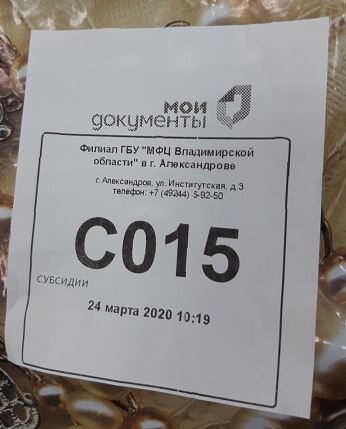 мои
документы
Филиал ГБУ "МФЦ Владимирской
области" в г. Александрове
г. Александров, ул. Институтская, д.3
телефон: +7 (49244) 6-92-50
С015
СУБСИДИИ
24 марта 2020 10:19